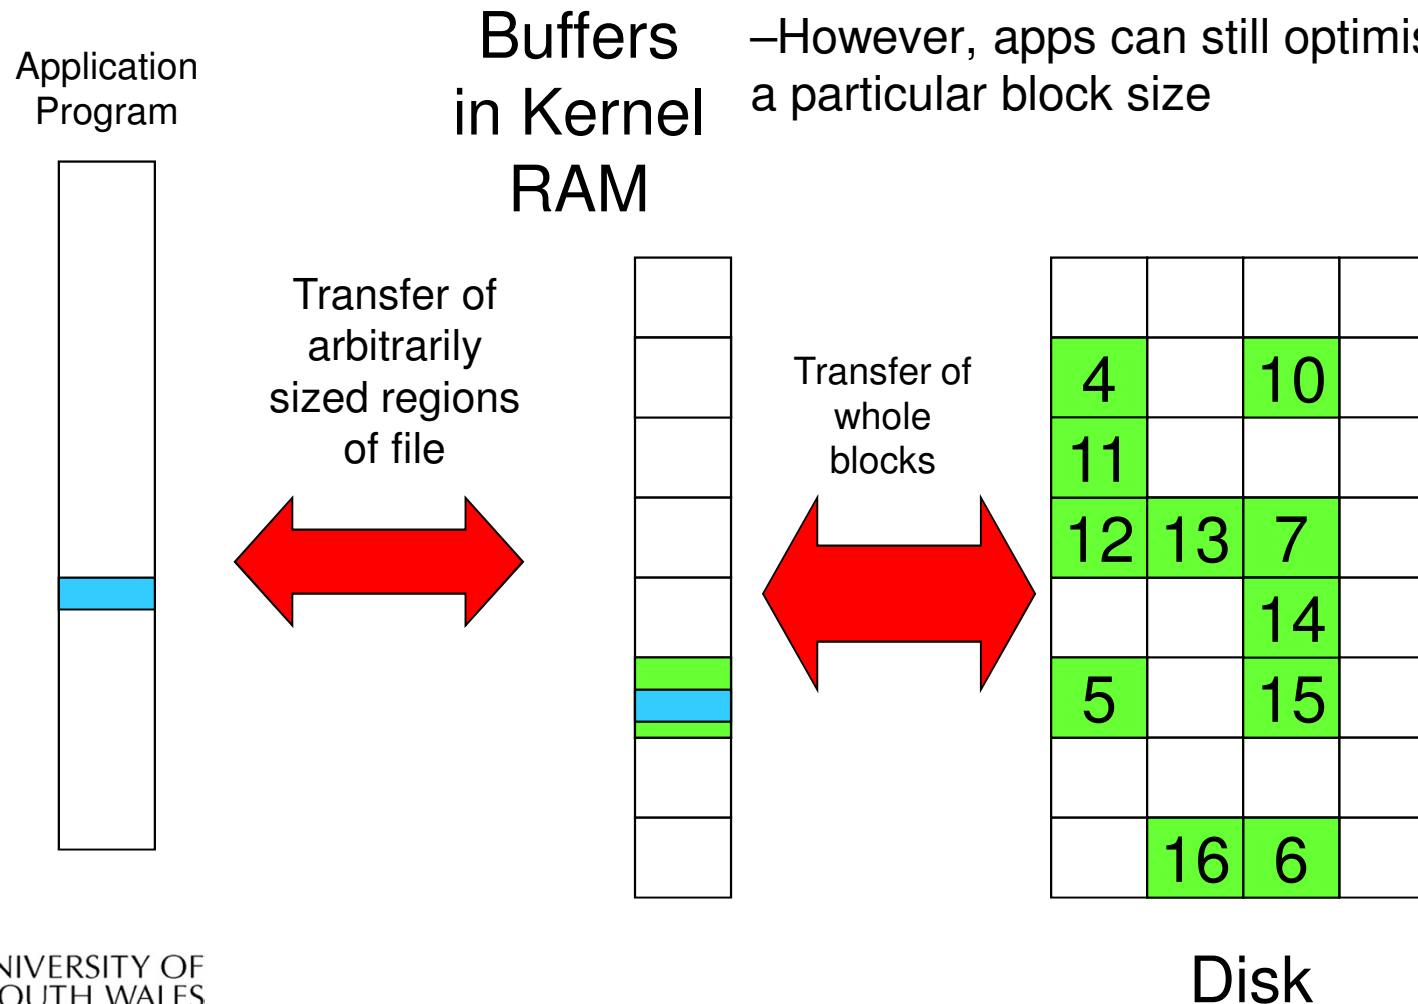 Application
Program
Buffers
in Kernel
RAM
–However, apps can still
a particular block size
Transfer of
arbitrarily
sized regions
of file
Transfer of
whole
blocks
4
10
11
12 13 7
14
5
15
16 6
Disk
NIVERSITY OF
OUTH WALES